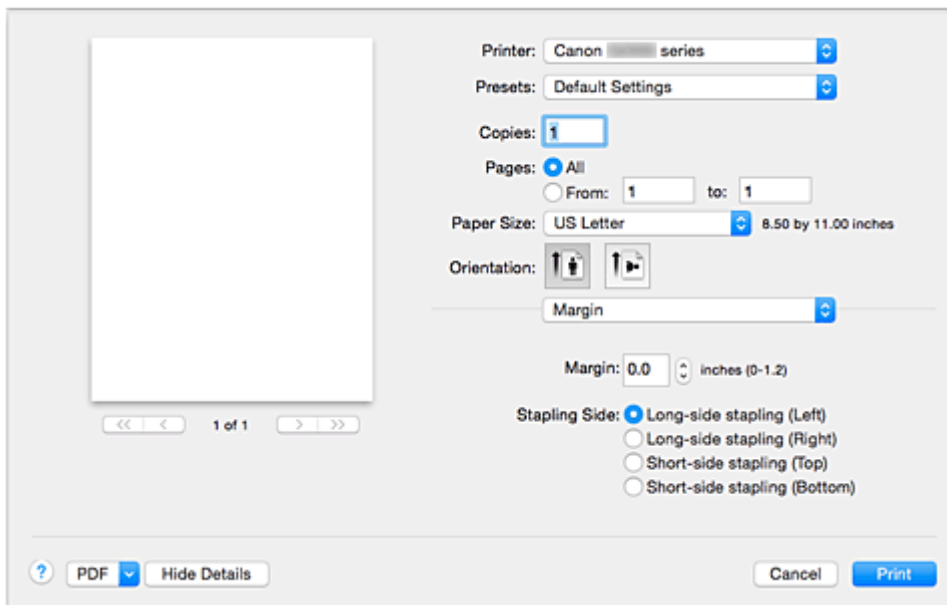 Printer: Canon series
Presets: Default Settings
Copies: 1
Pages: All
From: 1 to: 1
Paper Size: US Letter 8.50 by 11.00 inches
Orientation:
Margin
Margin: 0.0 inches (0-1.2)
1 of 1
Stapling Side: Long-side stapling (Left)
Long-side stapling (Right)
Short-side stapling (Top)
Short-side stapling (Bottom)
? PDF Hide Details Cancel Print